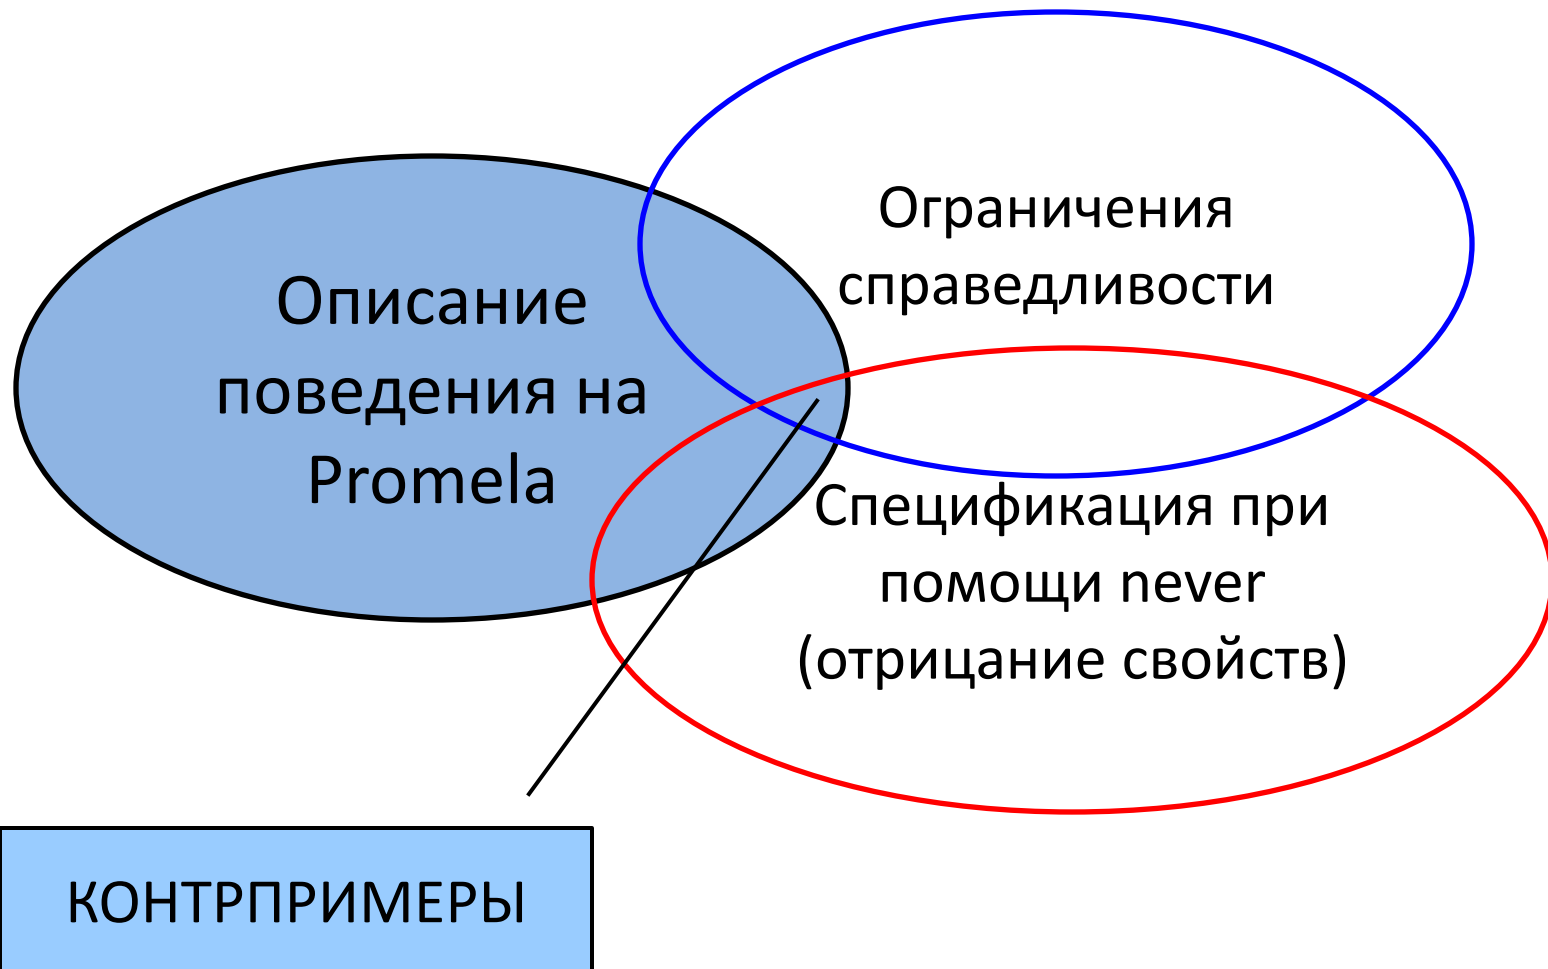 Ограничения
справедливости
Описание
поведения на
Promela
Спецификация при
помощи never
(отрицание свойств)
КОНТРПРИМЕРЫ